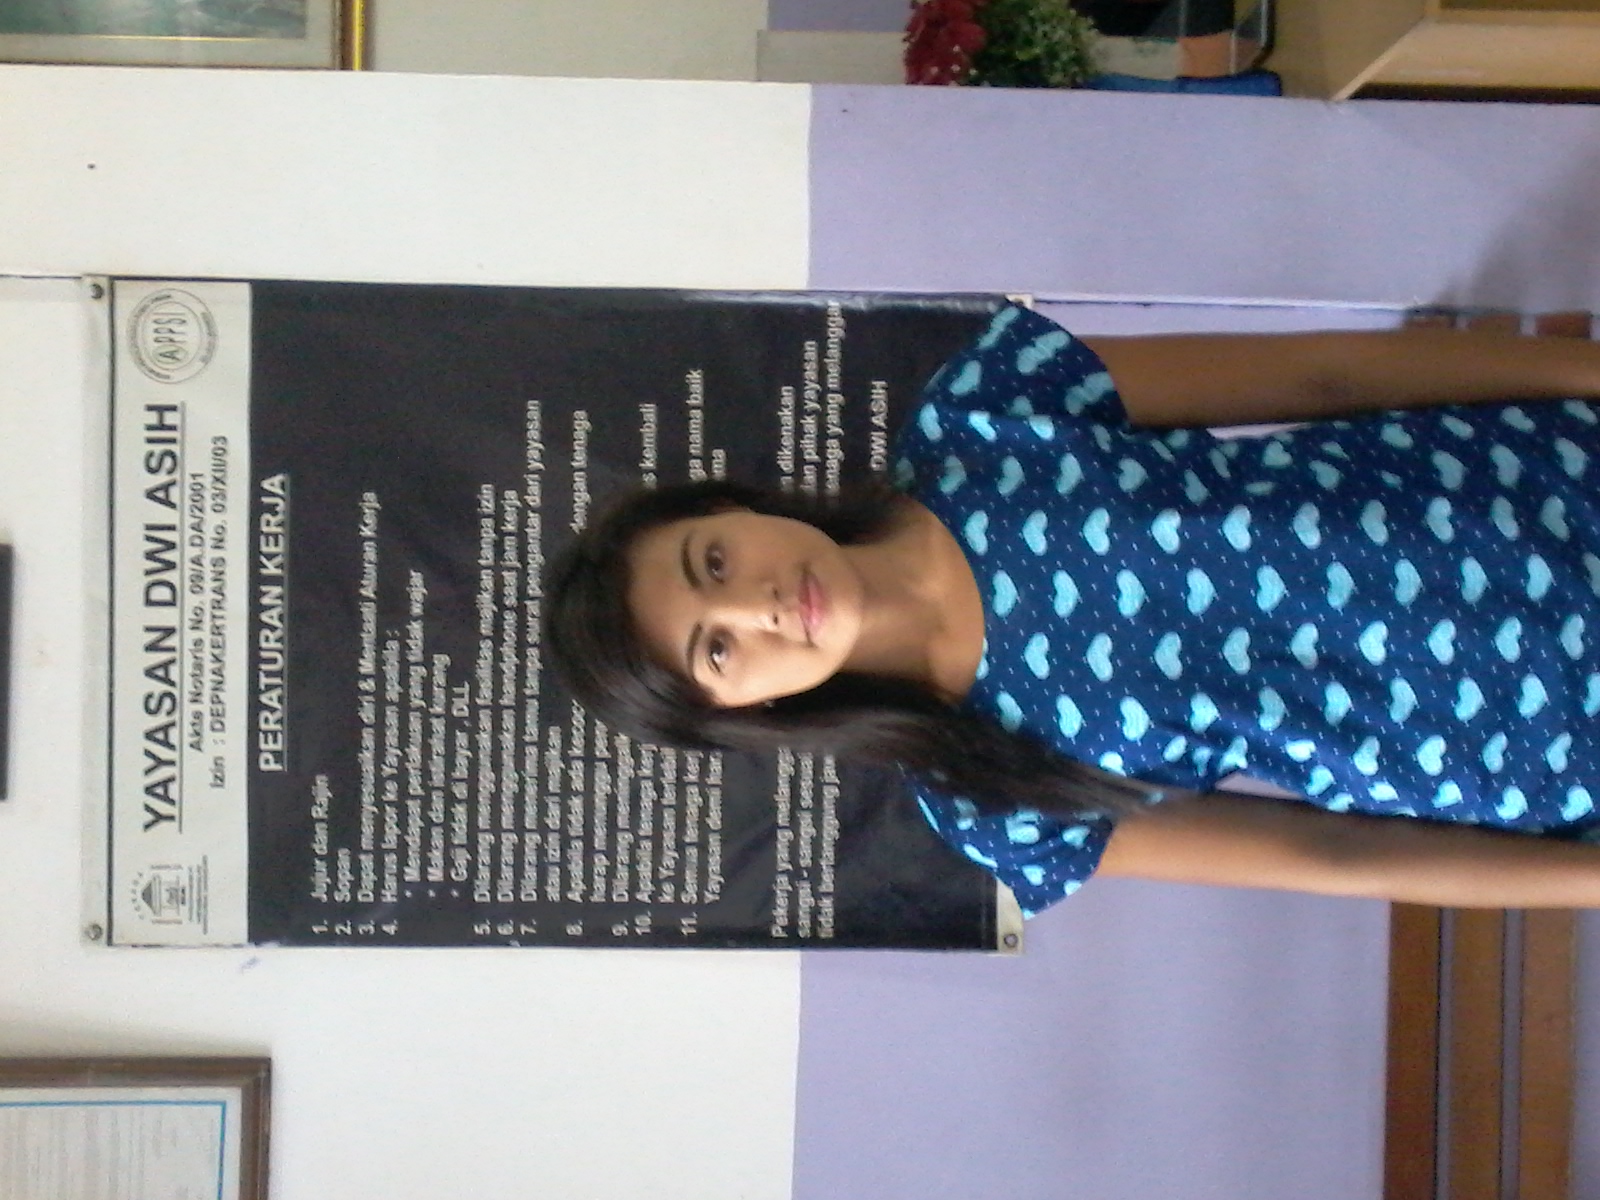 YAYASAN DWI ASIH
Akte Notaris No. 09/A.DA/2001
Izin : DEPNAKERTRANS No. 03/XII/03
APPSI
PERATURAN KERJA
1. Jujur dan Rajin
2. Sopan
3. Dapat menyesuaikan diri & Mentaati Aturan Kerja
4. Harus lapor ke Yayasan apabila :
* Mendapat perlakuan yang tidak wajar
* Makan dan istirahat kurang
* Gaji tidak di bayar , DLL
5. Dilarang menggunakan fasilitas majikan tanpa izin
6. Dilarang menggunakan handphone saat jam kerja
7. Dilarang menerima tamu tanpa surat pengantar dari yayasan
atau izin dari majikan
8. Apabila tidak ada dengan tenaga
harap menunggu
9. Dilarang
10. Apabila tenaga kembali
ke Yayasan
11. Semua tenaga nama baik
Yayasan demi
Pekerja yang dikenakan
sangsi - sangsi sesuai dan pihak yayasan
tidak bertanggung tenaga yang melanggar
DWI ASIH